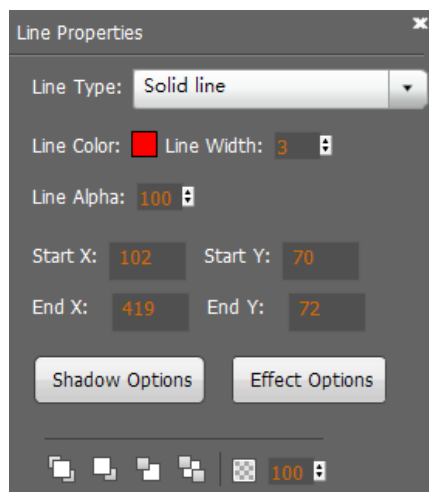 Line Properties
Line Type: Solid line
Line Color: Line Width: 3
Line Alpha: 100
Start X: 102 Start Y: 70
End X: 419 End Y: 72
Shadow Options Effect Options
100